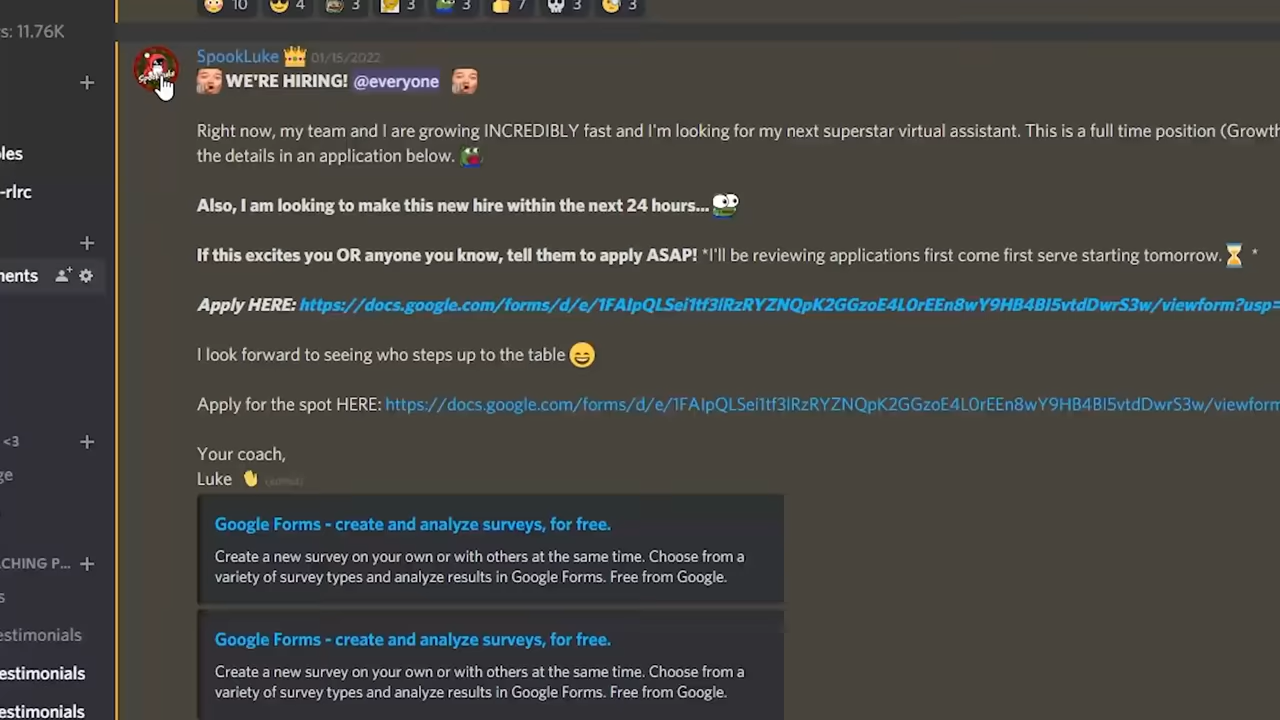 10 4 3 3 3 7 3 3
s: 11.76K
SpookLuke 01/15/2022
WE'RE HIRING! @everyone
Right now, my team and I are growing INCREDIBLY fast and I'm looking for my next superstar virtual assistant. This is a full time position (Growth
the details in an application below.
les
-rlrc
Also, I am looking to make this new hire within the next 24 hours...
If this excites you OR anyone you know, tell them to apply ASAP! *I'll be reviewing applications first come first serve starting tomorrow. *
nents
Apply HERE: https://docs.google.com/forms/d/e/1FAIpQLSei1tf3lRzRYZNQpK2GGzoE4L0rEEn8wY9HB4BI5vtdDwrS3w/viewform?usp=
I look forward to seeing who steps up to the table
Apply for the spot HERE: https://docs.google.com/forms/d/e/1FAIpQLSei1tf3lRzRYZNQpK2GGzoE4L0rEEn8wY9HB4BI5vtdDwrS3w/viewform
<3
Your coach,
ge
Luke (edited)
Google Forms - create and analyze surveys, for free.
Create a new survey on your own or with others at the same time. Choose from a
variety of survey types and analyze results in Google Forms. Free from Google.
CHING P...
s
estimonials
Google Forms - create and analyze surveys, for free.
Create a new survey on your own or with others at the same time. Choose from a
variety of survey types and analyze results in Google Forms. Free from Google.
estimonials
estimonials